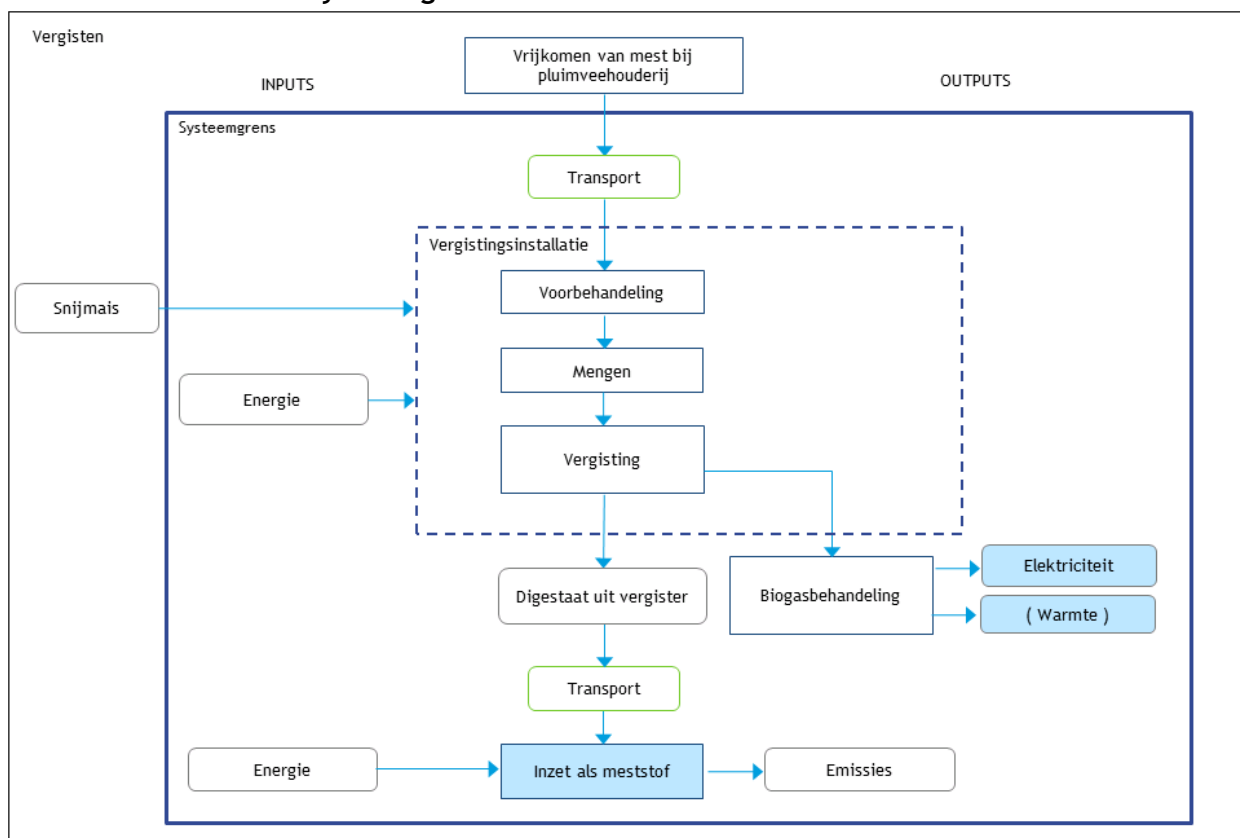 Vergisten
Vrijkomen van mest bij
pluimveehouderij
INPUTS
OUTPUTS
Systeemgrens
Transport
Vergistingsinstallatie
Voorbehandeling
Snijmais
Mengen
Energie
Vergisting
Elektriciteit
Digestaat uit vergister
Biogasbehandeling
( Warmte )
Transport
Energie
Inzet als meststof
Emissies